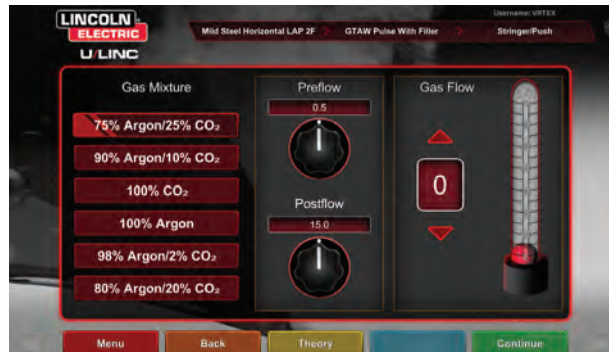 LINCOLN
ELECTRIC
U/LINC
Username: VRTEX
Mild Steel Horizontal LAP 2F
GTAW Pulse With Filler
Stringer/Push
Gas Mixture
75% Argon/25% CO₂
90% Argon/10% CO₂
100% CO₂
100% Argon
98% Argon/2% CO₂
80% Argon/20% CO₂
Preflow
0.5
Postflow
15.0
Gas Flow
0
Menu
Back
Theory
Continue